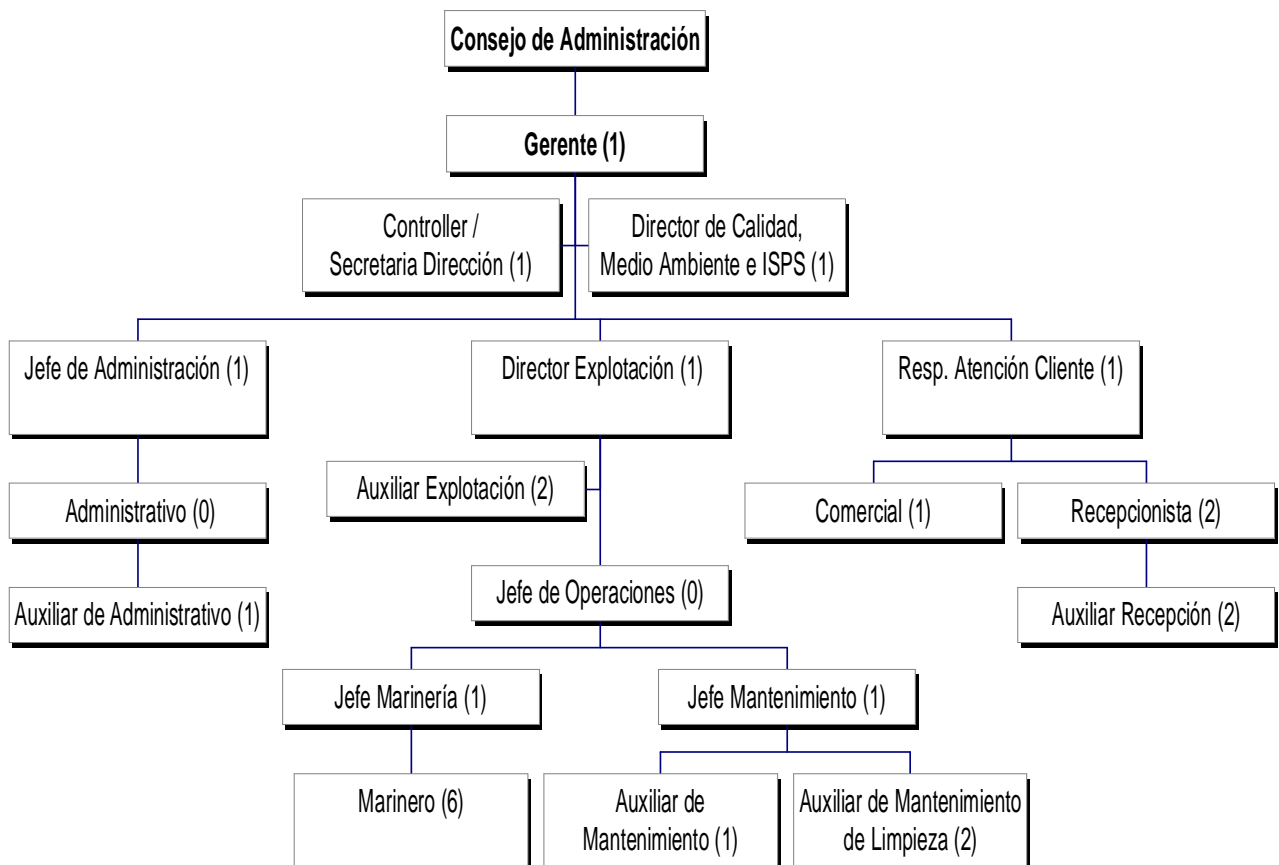 Consejo de Administración
Gerente (1)
Controller /
Secretaria Dirección (1)
Director de Calidad,
Medio Ambiente e ISPS (1)
Jefe de Administración (1)
Director Explotación (1)
Resp. Atención Cliente (1)
Auxiliar Explotación (2)
Administrativo (0)
Comercial (1)
Recepcionista (2)
Jefe de Operaciones (0)
Auxiliar de Administrativo (1)
Auxiliar Recepción (2)
Jefe Marinería (1)
Jefe Mantenimiento (1)
Marinero (6)
Auxiliar de
Mantenimiento (1)
Auxiliar de Mantenimiento
de Limpieza (2)